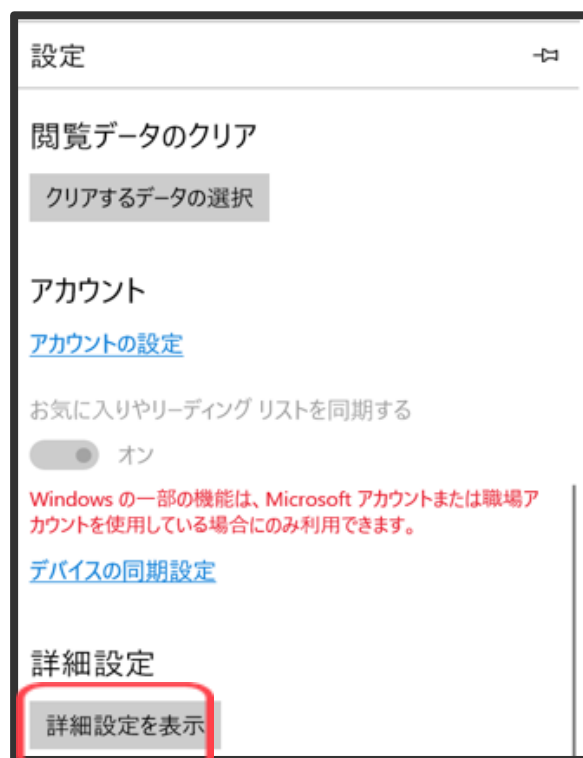 設定
閲覧データのクリア
クリアするデータの選択
アカウント
アカウントの設定
お気に入りやリーディング リストを同期する
オン
Windows の一部の機能は、Microsoft アカウントまたは職場ア
カウントを使用している場合にのみ利用できます。
デバイスの同期設定
詳細設定
詳細設定を表示